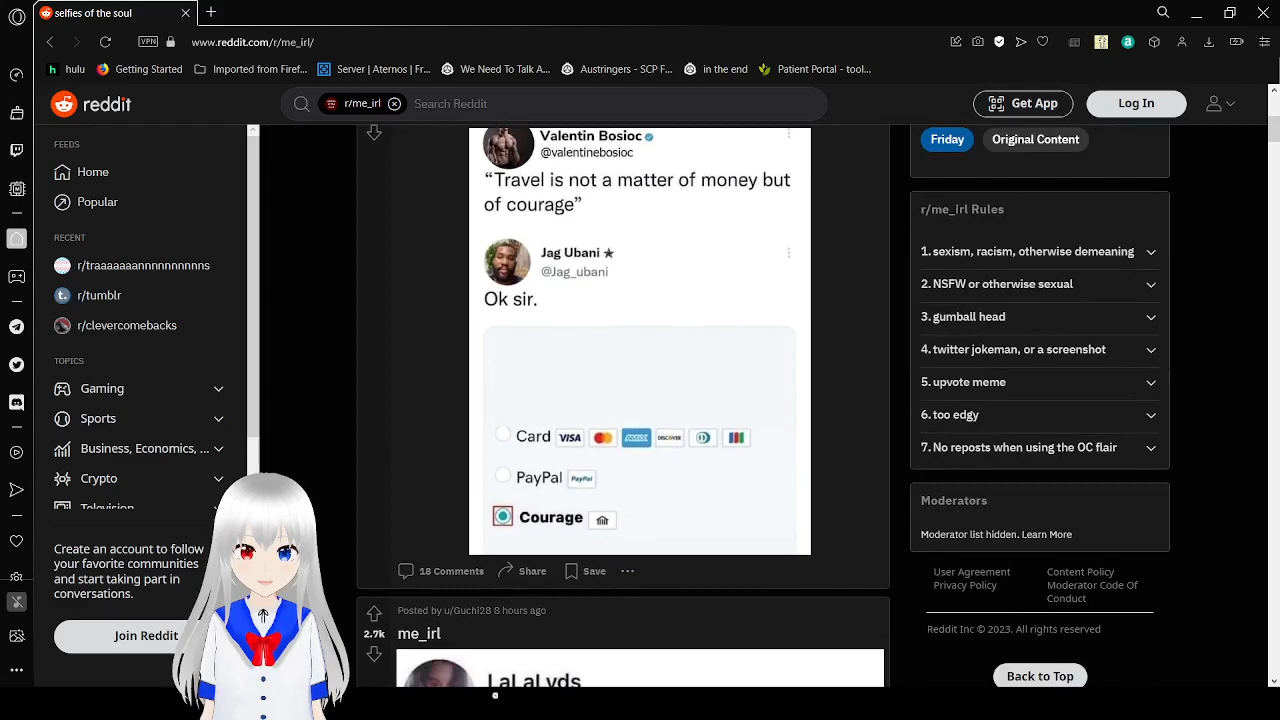 selfies of the soul
VPN
www.reddit.com/r/me_irl/
hulu
Getting Started
Imported from Firef...
Server | Aternos | Fr...
We Need To Talk A...
Austringers - SCP F...
in the end
Patient Portal - tool...
reddit
r/me_irl
Search Reddit
Get App
Log In
FEEDS
Home
Popular
RECENT
r/traaaaaaannnnnnnnnns
r/tumblr
r/clevercomebacks
TOPICS
Gaming
Sports
Business, Economics, ...
Crypto
Television
Create an account to follow
your favorite communities
and start taking part in
conversations.
Join Reddit
Valentin Bosioc
@valentinebosioc
“Travel is not a matter of money but
of courage”
Jag Ubani ★
@Jag_ubani
Ok sir.
Card VISA AMEX DISCOVER
PayPal PayPal
Courage
18 Comments
Share
Save
Posted by u/Guchi28 8 hours ago
2.7k
me_irl
LaLaLyds
Friday
Original Content
r/me_irl Rules
1. sexism, racism, otherwise demeaning
2. NSFW or otherwise sexual
3. gumball head
4. twitter jokeman, or a screenshot
5. upvote meme
6. too edgy
7. No reposts when using the OC flair
Moderators
Moderator list hidden. Learn More
User Agreement
Privacy Policy
Content Policy
Moderator Code Of
Conduct
Reddit Inc © 2023. All rights reserved
Back to Top